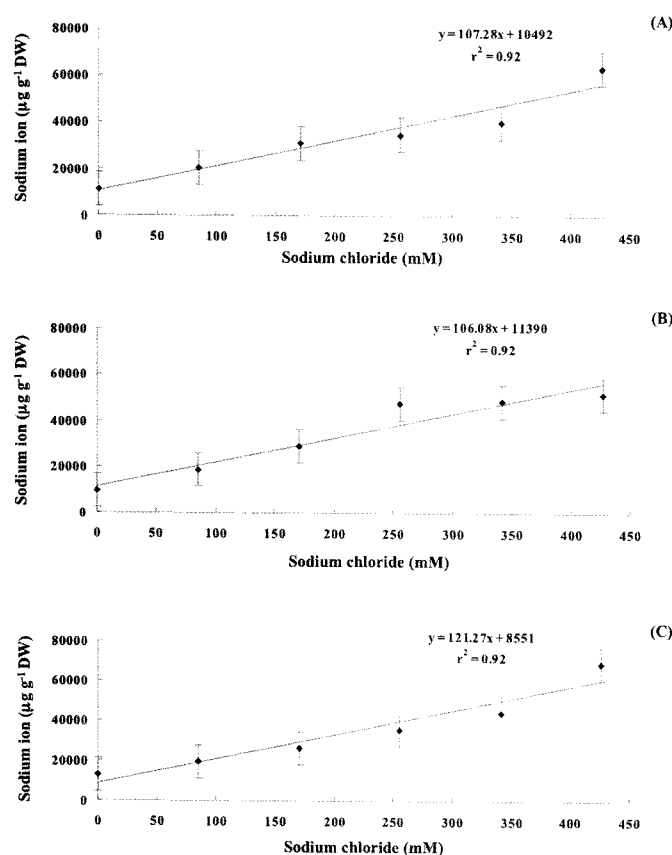 (A)
y = 107.28x + 10492
r² = 0.92
Sodium ion (µg g⁻¹ DW)
80000
60000
40000
20000
0
0 50 100 150 200 250 300 350 400 450
Sodium chloride (mM)
(B)
y = 106.08x + 11390
r² = 0.92
Sodium ion (µg g⁻¹ DW)
80000
60000
40000
20000
0
0 50 100 150 200 250 300 350 400 450
Sodium chloride (mM)
(C)
y = 121.27x + 8551
r² = 0.92
Sodium ion (µg g⁻¹ DW)
80000
60000
40000
20000
0
0 50 100 150 200 250 300 350 400 450
Sodium chloride (mM)